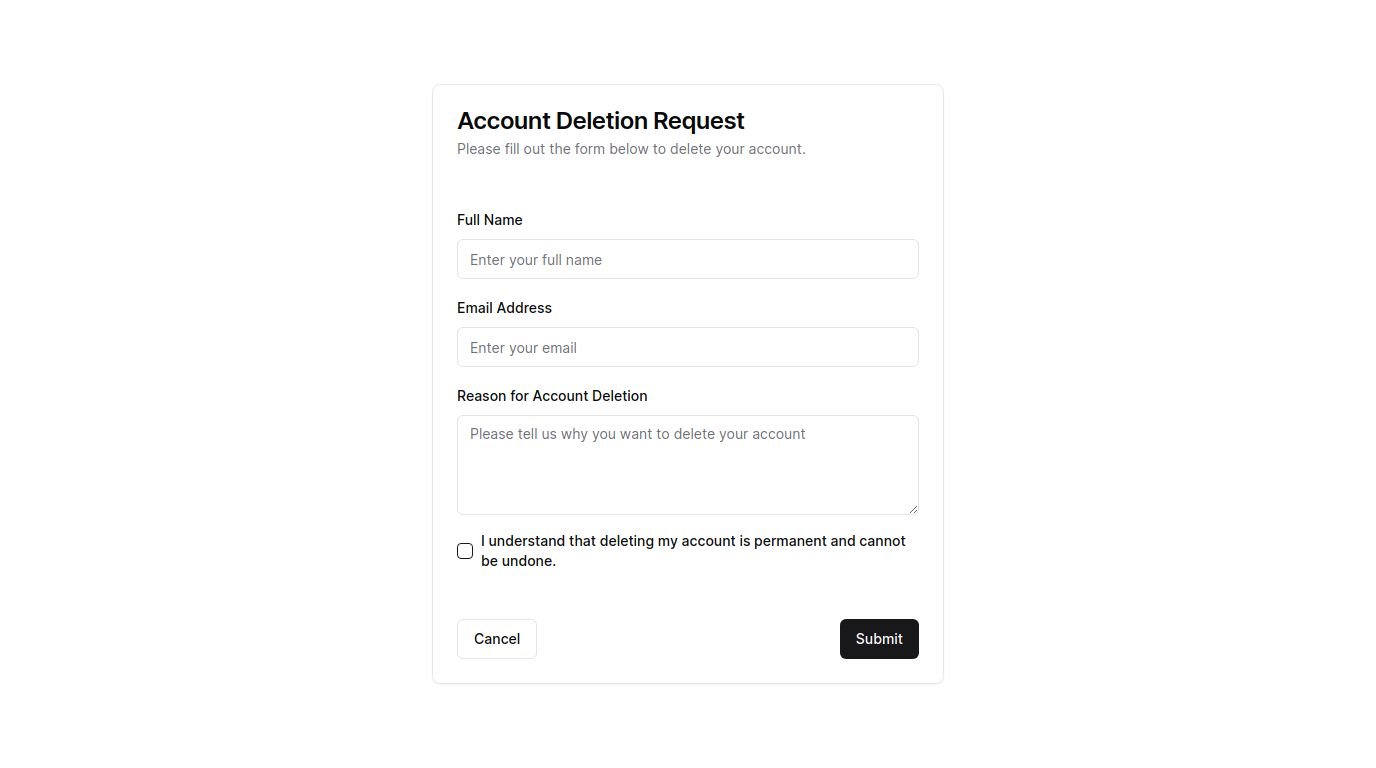 Account Deletion Request
Please fill out the form below to delete your account.
Full Name
Enter your full name
Email Address
Enter your email
Reason for Account Deletion
Please tell us why you want to delete your account
I understand that deleting my account is permanent and cannot
be undone.
Cancel
Submit